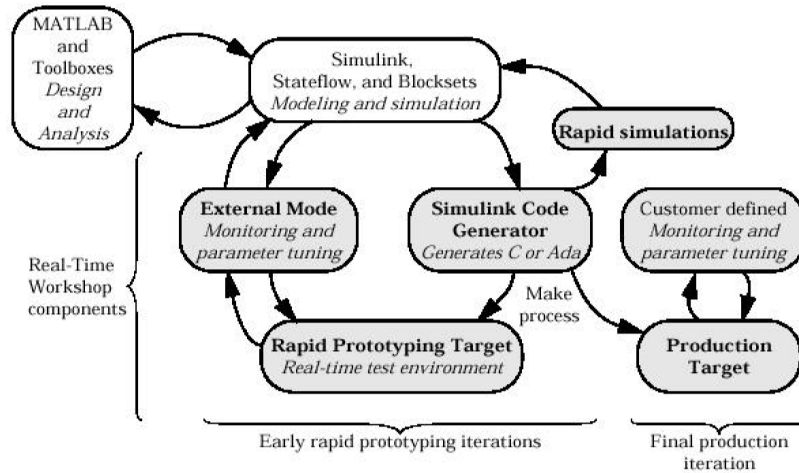 MATLAB
and
Toolboxes
Design
and
Analysis
Simulink,
Stateflow, and Blocksets
Modeling and simulation
Rapid simulations
External Mode
Monitoring and
parameter tuning
Simulink Code
Generator
Generates C or Ada
Customer defined
Monitoring and
parameter tuning
Real-Time
Workshop
components
Make
process
Rapid Prototyping Target
Real-time test environment
Production
Target
Early rapid prototyping iterations
Final production
iteration